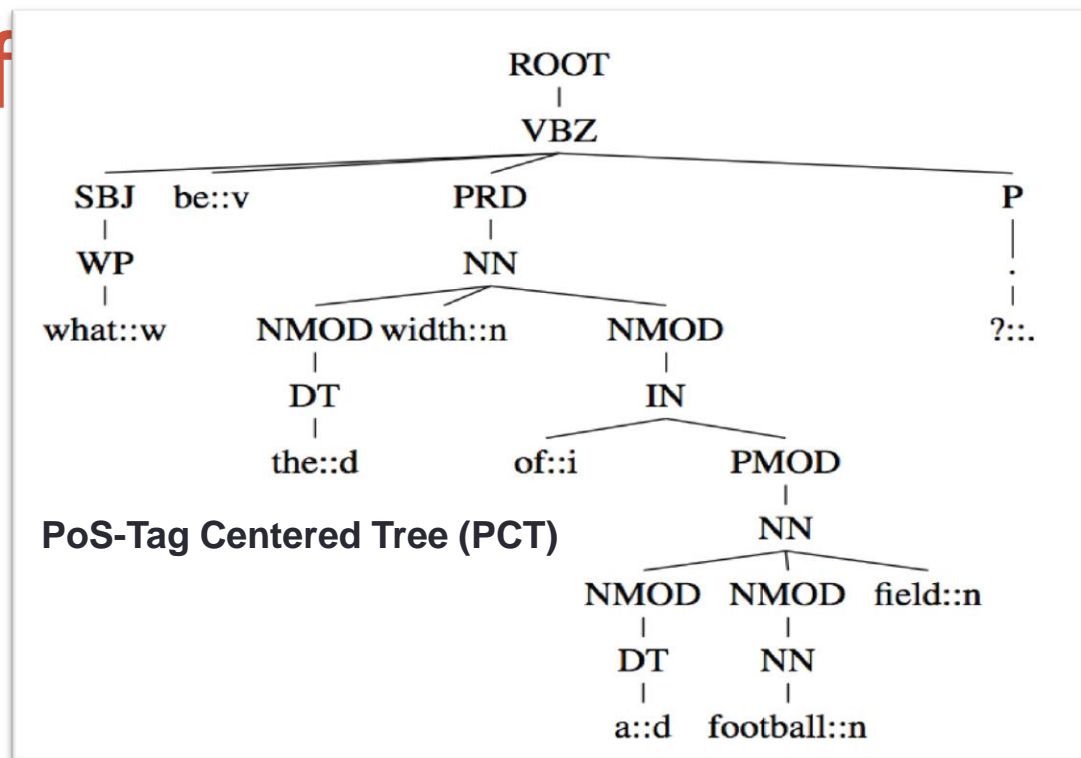 f
ROOT
VBZ
SBJ be::v PRD P
WP NN .
what::w NMOD width::n NMOD ?::.
DT IN
the::d of::i PMOD
PoS-Tag Centered Tree (PCT) NN
NMOD NMOD field::n
DT NN
a::d football::n